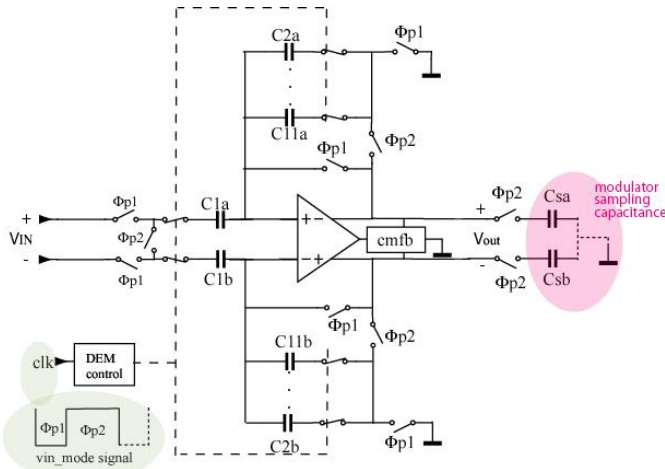 C2a
Φp1
C11a
Φp1
Φp2
Φp1
C1a
+
VIN
-
Φp2
Φp1
C1b
+-
-+
cmfb
+
Vout
-
Φp2
Φp2
Csa
Csb
modulator
sampling
capacitance
Φp1
Φp2
C11b
C2b
Φp1
clk
DEM
control
Φp1
Φp2
vin_mode signal